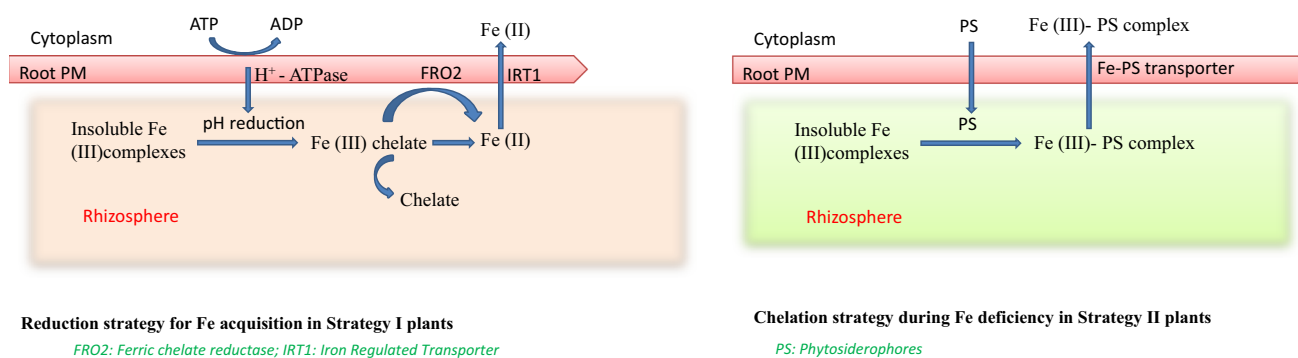 ATP ADP
Fe (II)
Cytoplasm
Root PM
H+ - ATPase
FRO2
IRT1
Insoluble Fe
(III)complexes
pH reduction
Fe (III) chelate
Fe (II)
Chelate
Rhizosphere
Reduction strategy for Fe acquisition in Strategy I plants
FRO2: Ferric chelate reductase; IRT1: Iron Regulated Transporter
PS
Fe (III)- PS complex
Cytoplasm
Root PM
Fe-PS transporter
PS
Insoluble Fe
(III)complexes
Fe (III)- PS complex
Rhizosphere
Chelation strategy during Fe deficiency in Strategy II plants
PS: Phytosiderophores